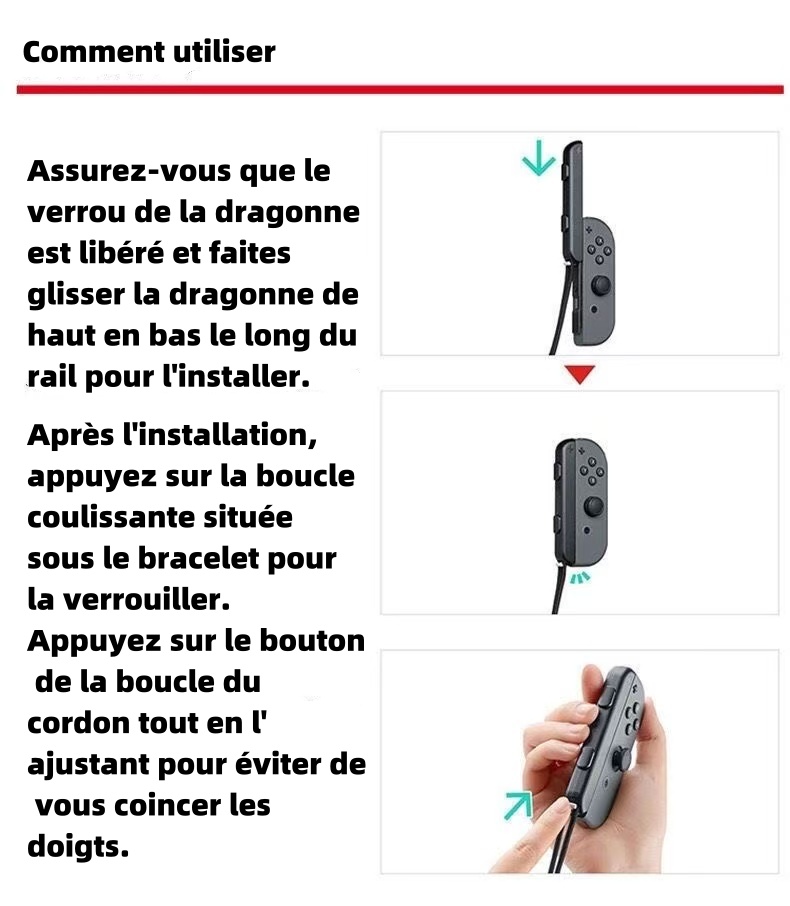 Comment utiliser
Assurez-vous que le
verrou de la dragonne
est libéré et faites
glisser la dragonne de
haut en bas le long du
rail pour l'installer.
Après l'installation,
appuyez sur la boucle
coulissante située
sous le bracelet pour
la verrouiller.
Appuyez sur le bouton
de la boucle du
cordon tout en l'
ajustant pour éviter de
vous coincer les
doigts.